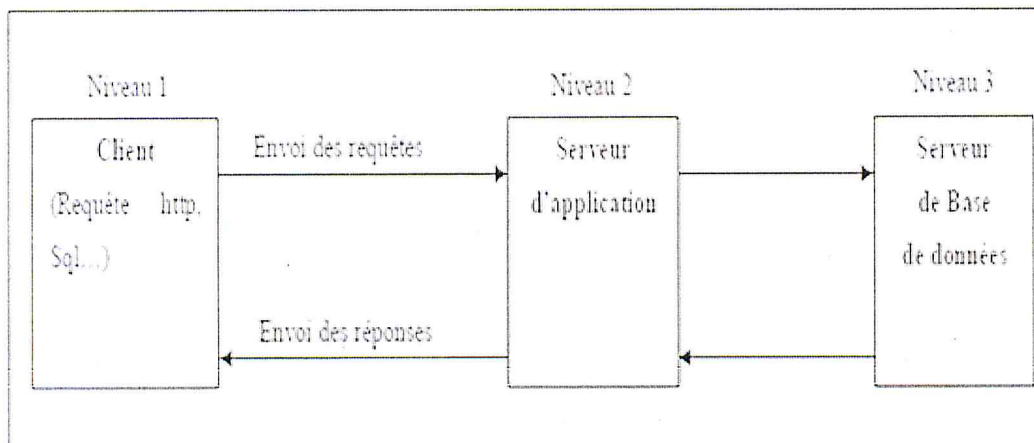 Niveau 1
Niveau 2
Niveau 3
Client
(Requête http,
Sql...)
Envoi des requêtes
Envoi des réponses
Serveur
d'application
Serveur
de Base
de données